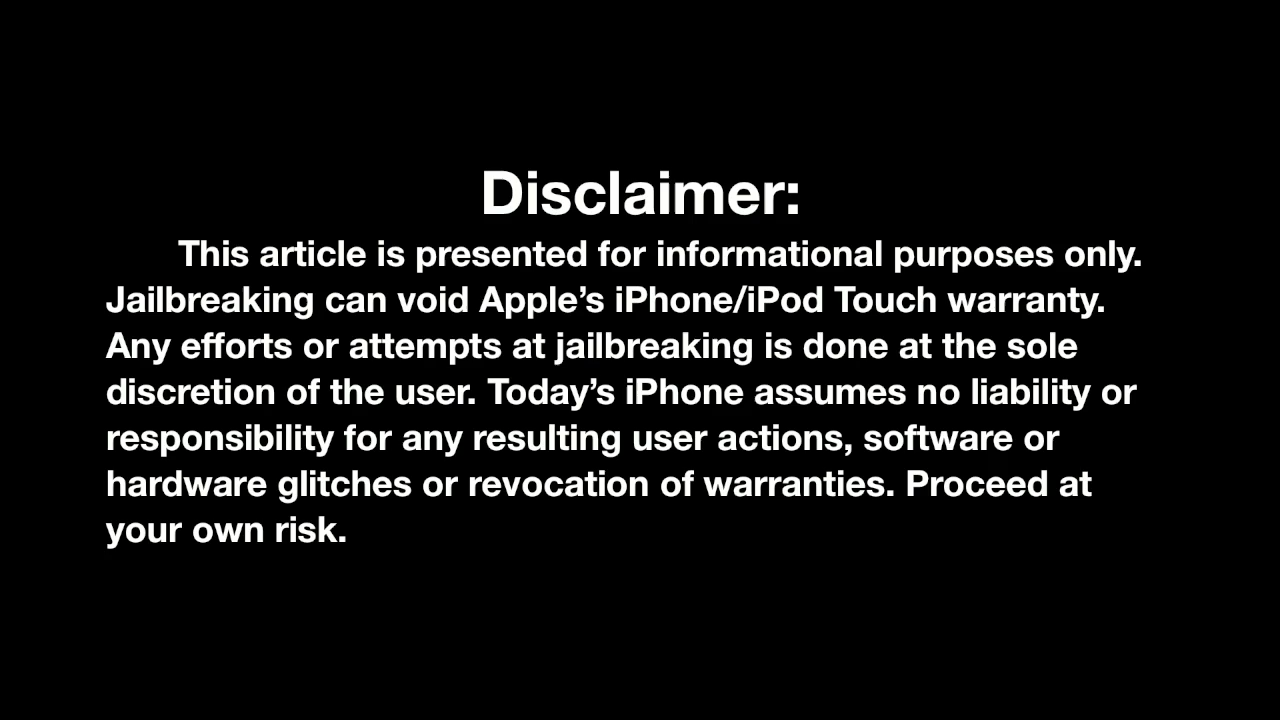 Disclaimer:
This article is presented for informational purposes only.
Jailbreaking can void Apple’s iPhone/iPod Touch warranty.
Any efforts or attempts at jailbreaking is done at the sole
discretion of the user. Today’s iPhone assumes no liability or
responsibility for any resulting user actions, software or
hardware glitches or revocation of warranties. Proceed at
your own risk.